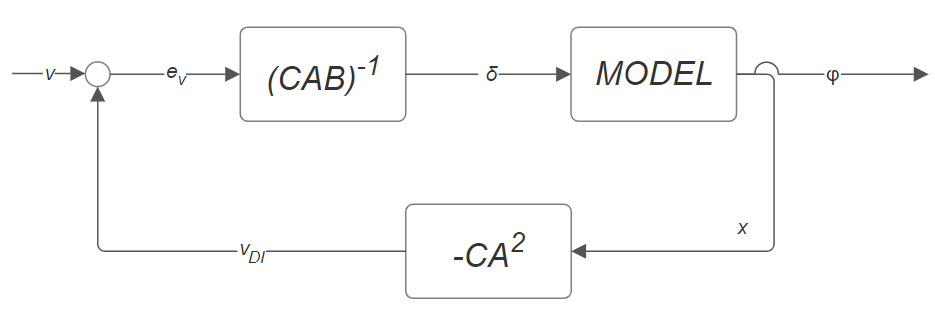 v
e_v
(CAB)^-1
δ
MODEL
φ
x
-CA^2
v_DI